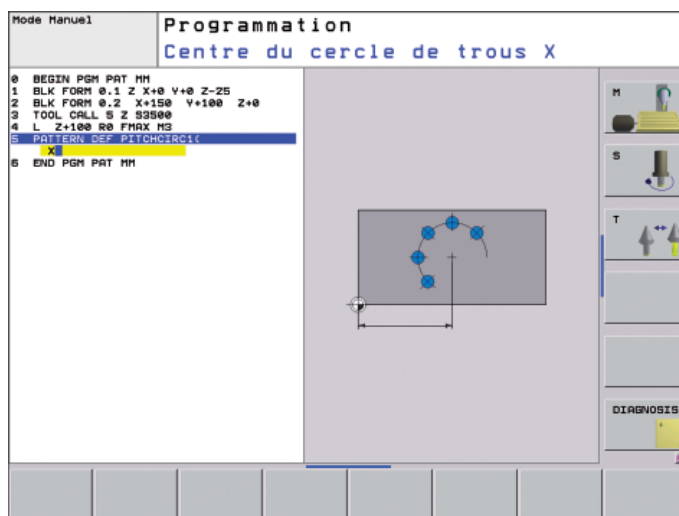 Mode Manuel
Programmation
Centre du cercle de trous X
0 BEGIN PGM PAT MM
1 BLK FORM 0.1 Z X+0 Y+0 Z-25
2 BLK FORM 0.2 X+150 Y+100 Z+0
3 TOOL CALL 5 Z S3500
4 L Z+100 R0 FMAX M3
5 PATTERN DEF PITCHCIRC1(
X
6 END PGM PAT MM
M
S
T
DIAGNOSIS